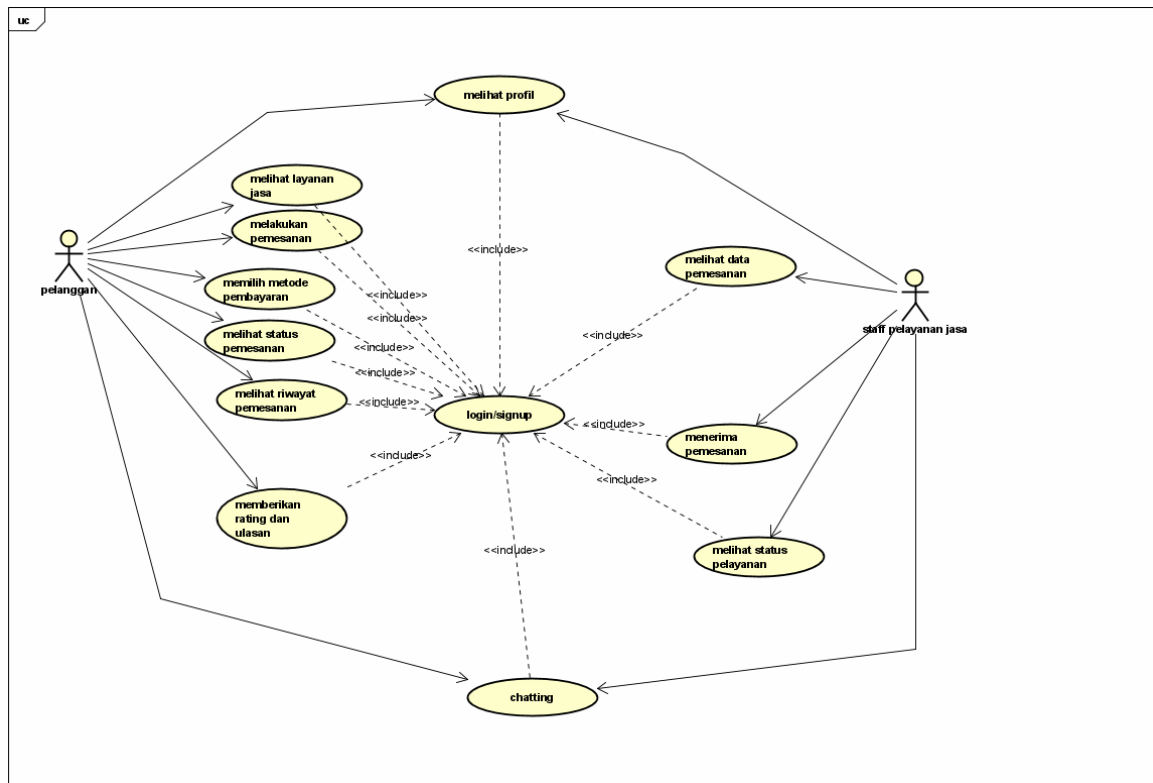 uc
melihat profil
melihat layanan
jasa
melakukan
pemesanan
<<include>>
melihat data
pemesanan
pelanggan
memilih metode
pembayaran
<<include>>
<<include>>
staff pelayanan jasa
melihat status
pemesanan
<<include>>
<<include>>
<<include>>
melihat riwayat
pemesanan
<<include>>
login/signup
<<include>>
menerima
pemesanan
<<include>>
<<include>>
memberikan
rating dan
ulasan
<<include>>
melihat status
pelayanan
chatting